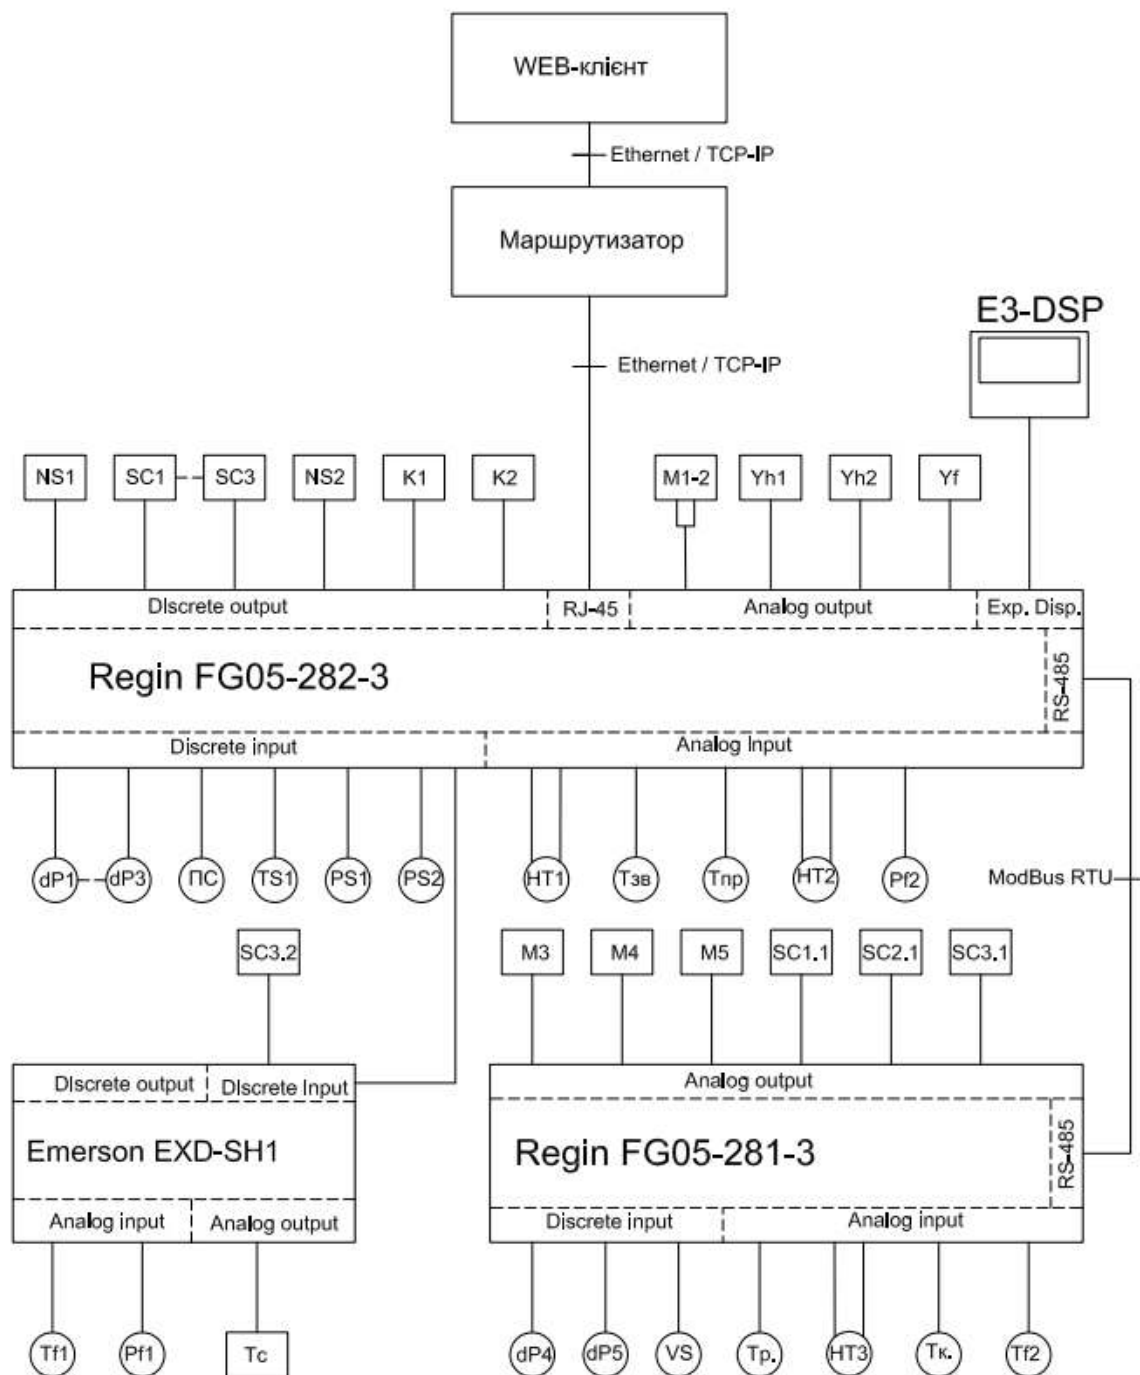 WEB-клієнт
Ethernet / TCP-IP
Маршрутизатор
E3-DSP
Ethernet / TCP-IP
NS1 SC1 SC3 NS2 K1 K2 M1-2 Yh1 Yh2 Yf
Discrete output RJ-45 Analog output Exp. Disp.
Regin FG05-282-3
RS-485
Discrete input Analog Input
dP1 dP3 ПС TS1 PS1 PS2 HT1 Тзв Тпр HT2 Pf2
ModBus RTU
SC3.2 M3 M4 M5 SC1.1 SC2.1 SC3.1
Discrete output Discrete Input Analog output
Emerson EXD-SH1 Regin FG05-281-3
RS-485
Analog input Analog output Discrete input Analog input
Tf1 Pf1 Tc dP4 dP5 VS Тр. HT3 Тк. Tf2